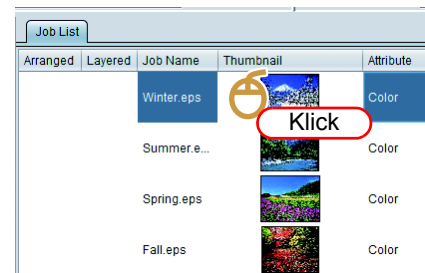 Job List
Arranged Layered Job Name Thumbnail Attribute
Winter.eps Color
Klick
Summer.e... Color
Spring.eps Color
Fall.eps Color